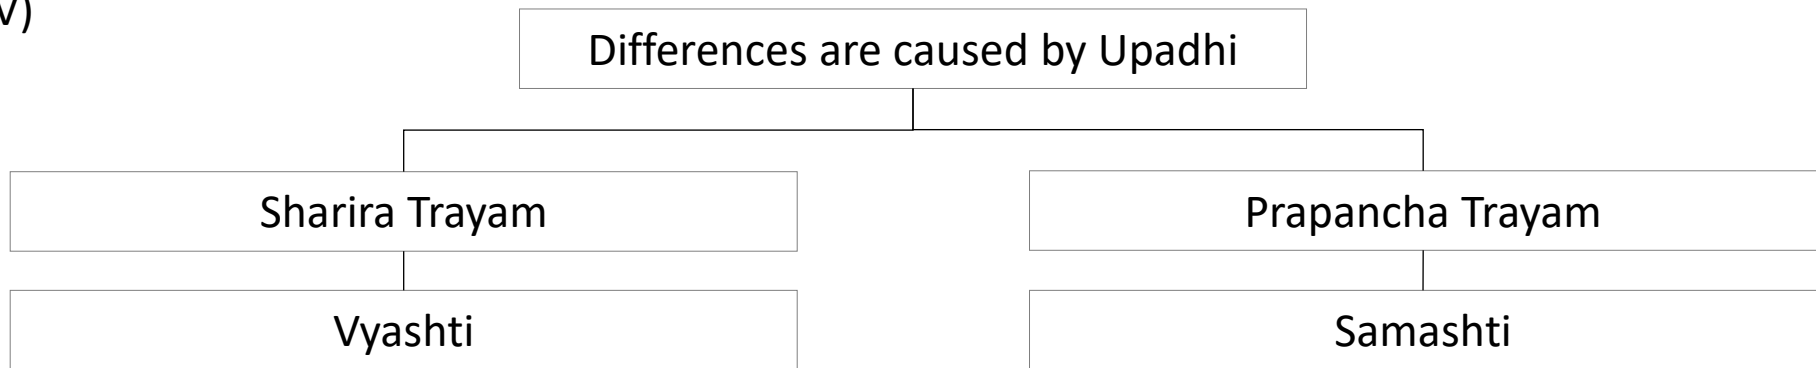 v)
Differences are caused by Upadhi
Sharira Trayam
Prapancha Trayam
Vyashti
Samashti